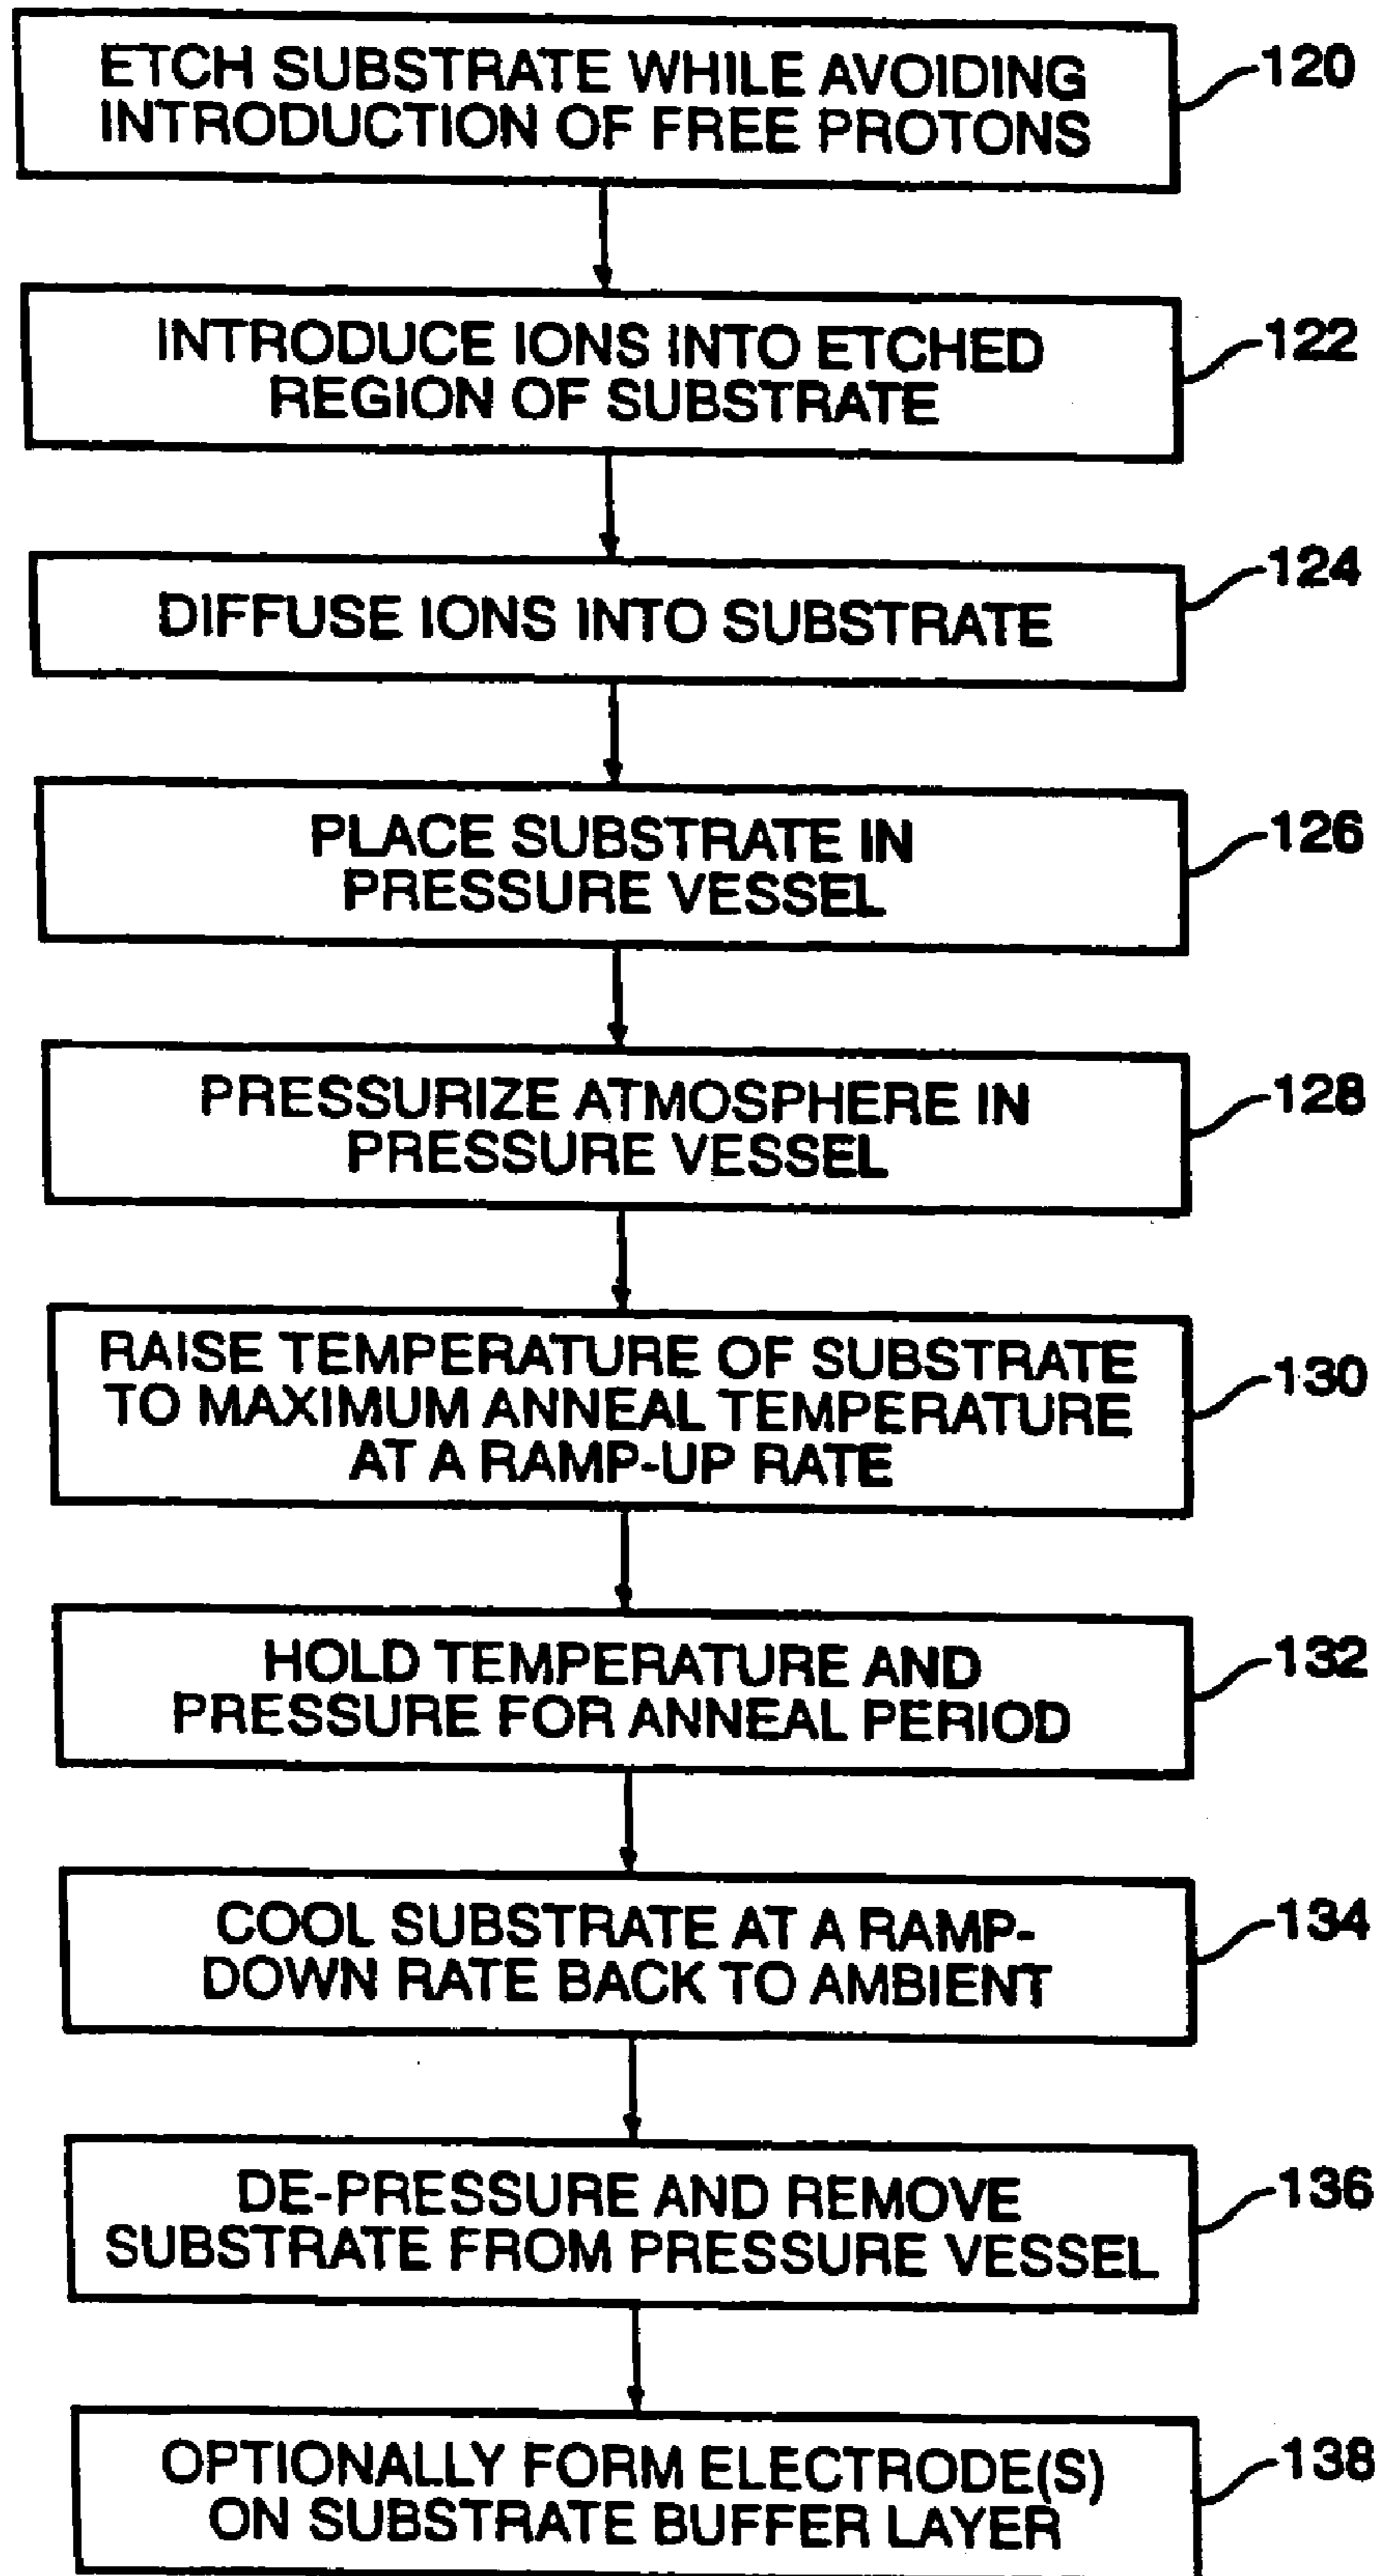 ETCH SUBSTRATE WHILE AVOIDING
INTRODUCTION OF FREE PROTONS
120
INTRODUCE IONS INTO ETCHED
REGION OF SUBSTRATE
122
DIFFUSE IONS INTO SUBSTRATE
124
PLACE SUBSTRATE IN
PRESSURE VESSEL
126
PRESSURIZE ATMOSPHERE IN
PRESSURE VESSEL
128
RAISE TEMPERATURE OF SUBSTRATE
TO MAXIMUM ANNEAL TEMPERATURE
AT A RAMP-UP RATE
130
HOLD TEMPERATURE AND
PRESSURE FOR ANNEAL PERIOD
132
COOL SUBSTRATE AT A RAMP-
DOWN RATE BACK TO AMBIENT
134
DE-PRESSURE AND REMOVE
SUBSTRATE FROM PRESSURE VESSEL
136
OPTIONALLY FORM ELECTRODE(S)
ON SUBSTRATE BUFFER LAYER
138